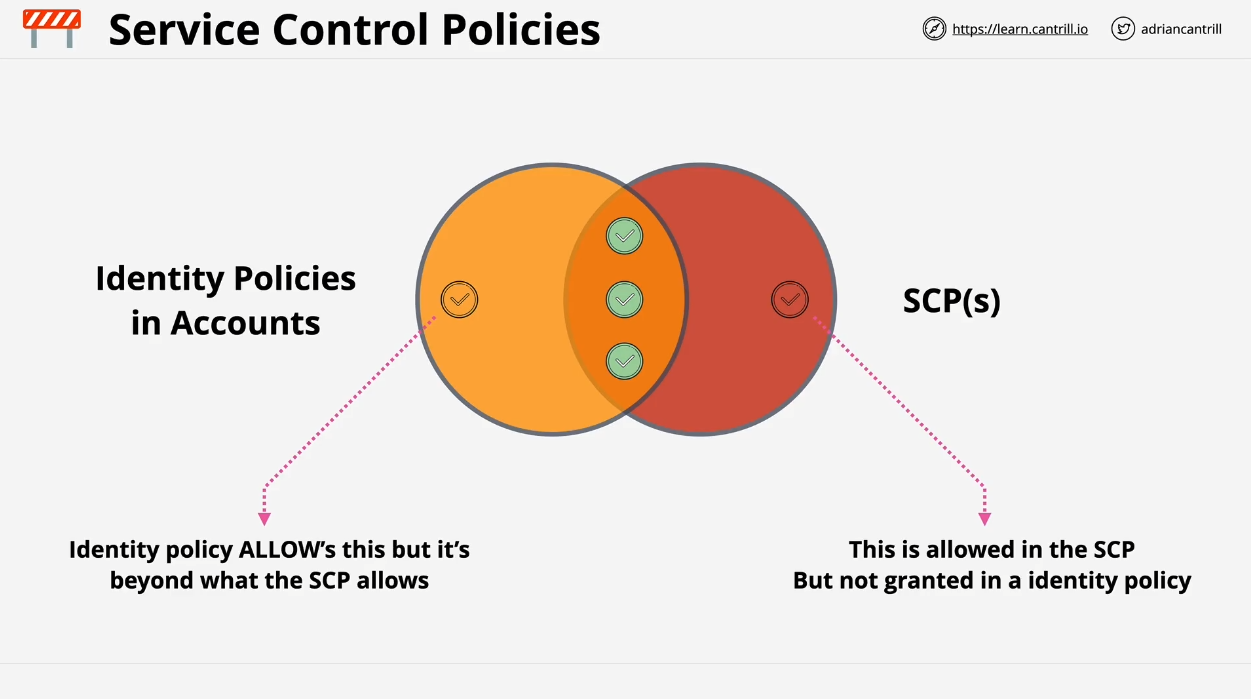 Service Control Policies
https://learn.cantrill.io
adriancantrill
Identity Policies
in Accounts
SCP(s)
Identity policy ALLOW's this but it's
beyond what the SCP allows
This is allowed in the SCP
But not granted in a identity policy